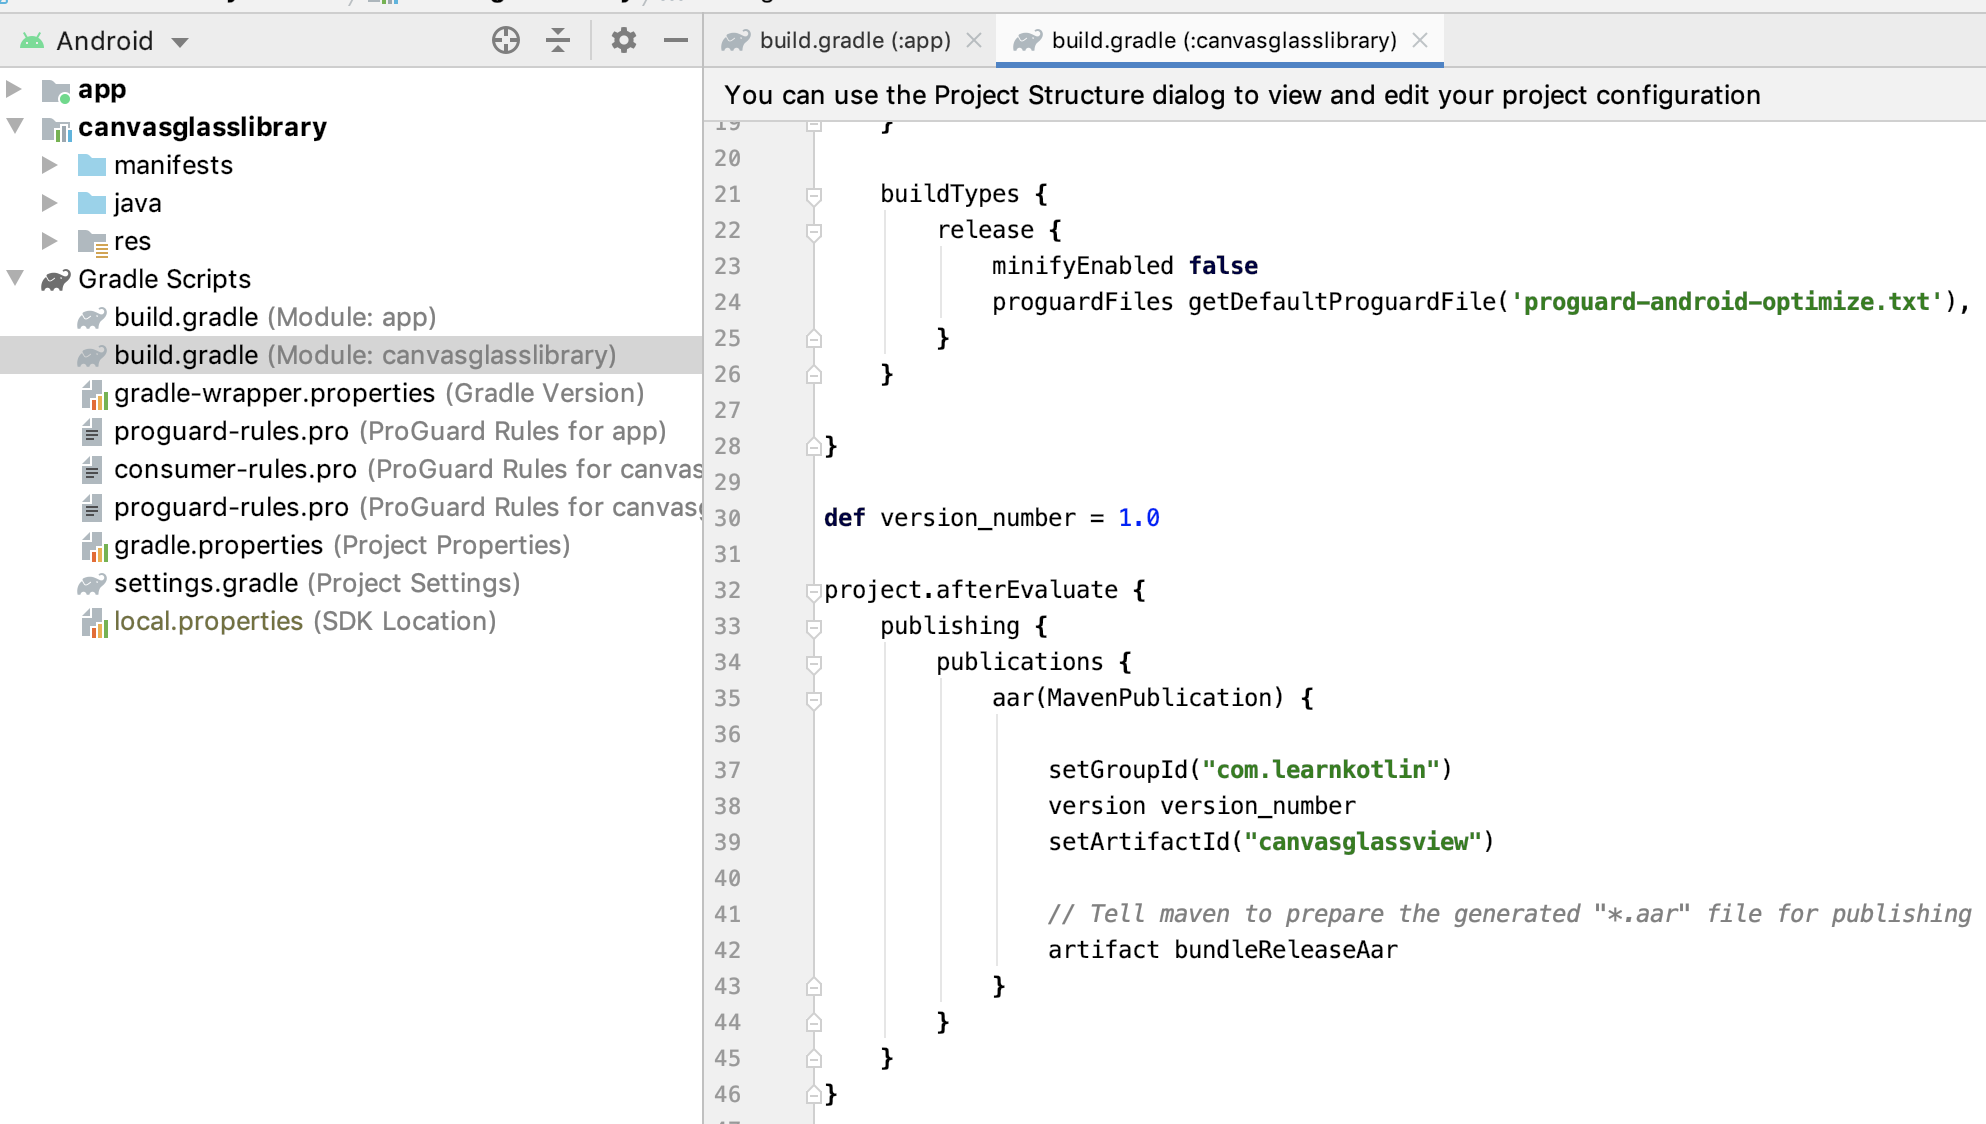 Android
app
canvasglasslibrary
manifests
java
res
Gradle Scripts
build.gradle (Module: app)
build.gradle (Module: canvasglasslibrary)
gradle-wrapper.properties (Gradle Version)
proguard-rules.pro (ProGuard Rules for app)
consumer-rules.pro (ProGuard Rules for canvas
proguard-rules.pro (ProGuard Rules for canvas
gradle.properties (Project Properties)
settings.gradle (Project Settings)
local.properties (SDK Location)
build.gradle (:app) build.gradle (:canvasglasslibrary)
You can use the Project Structure dialog to view and edit your project configuration
19 }
20
21 buildTypes {
22 release {
23 minifyEnabled false
24 proguardFiles getDefaultProguardFile('proguard-android-optimize.txt'),
25 }
26 }
27
28 }
29
30 def version_number = 1.0
31
32 project.afterEvaluate {
33 publishing {
34 publications {
35 aar(MavenPublication) {
36
37 setGroupId("com.learnkotlin")
38 version version_number
39 setArtifactId("canvasglassview")
40
41 // Tell maven to prepare the generated "*.aar" file for publishing
42 artifact bundleReleaseAar
43 }
44 }
45 }
46 }